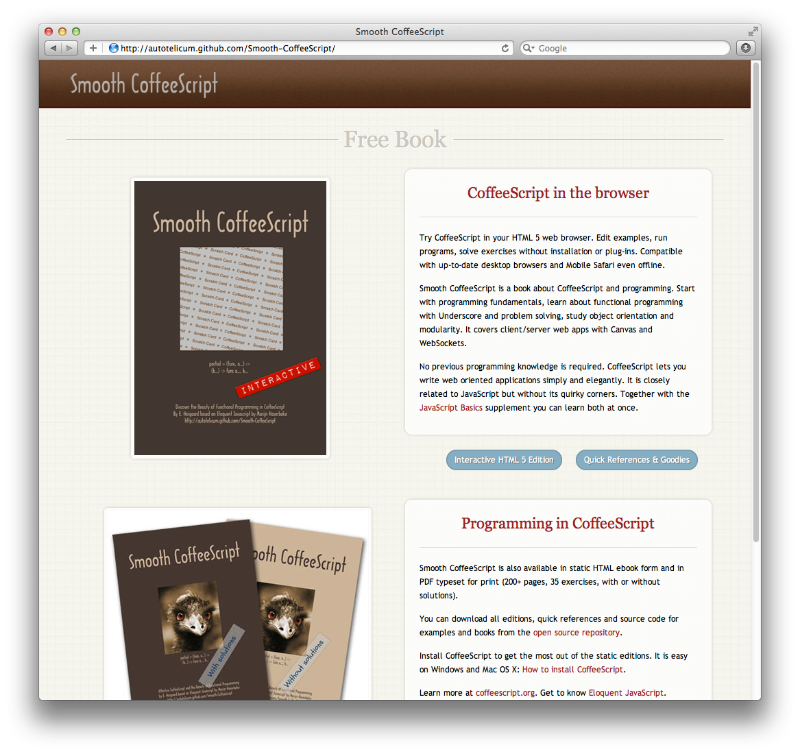 Smooth CoffeeScript
http://autotelicum.github.com/Smooth-CoffeeScript/
Google
Smooth CoffeeScript
Free Book
Smooth CoffeeScript
INTERACTIVE
Discover the Beauty of Functional Programming in CoffeeScript
By E. Hoigaard based on Eloquent Javascript by Marijn Haverbeke
http://autotelicum.github.com/Smooth-CoffeeScript
CoffeeScript in the browser
Try CoffeeScript in your HTML 5 web browser. Edit examples, run
programs, solve exercises without installation or plug-ins. Compatible
with up-to-date desktop browsers and Mobile Safari even offline.
Smooth CoffeeScript is a book about CoffeeScript and programming. Start
with programming fundamentals, learn about functional programming
with Underscore and problem solving, study object orientation and
modularity. It covers client/server web apps with Canvas and
WebSockets.
No previous programming knowledge is required. CoffeeScript lets you
write web oriented applications simply and elegantly. It is closely
related to JavaScript but without its quirky corners. Together with the
JavaScript Basics supplement you can learn both at once.
Interactive HTML 5 Edition
Quick References & Goodies
Smooth CoffeeScript
With solutions
ooth CoffeeScript
Without solutions
Programming in CoffeeScript
Smooth CoffeeScript is also available in static HTML ebook form and in
PDF typeset for print (200+ pages, 35 exercises, with or without
solutions).
You can download all editions, quick references and source code for
examples and books from the open source repository.
Install CoffeeScript to get the most out of the static editions. It is easy
on Windows and Mac OS X: How to install CoffeeScript.
Learn more at coffeescript.org. Get to know Eloquent JavaScript.